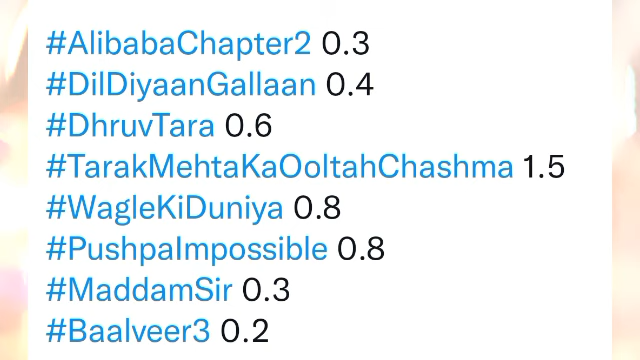 #AlibabaChapter2 0.3
#DilDiyaanGallaan 0.4
#DhruvTara 0.6
#TarakMehtaKaOoltahChashma 1.5
#WagleKiDuniya 0.8
#PushpaImpossible 0.8
#MaddamSir 0.3
#Baalveer3 0.2